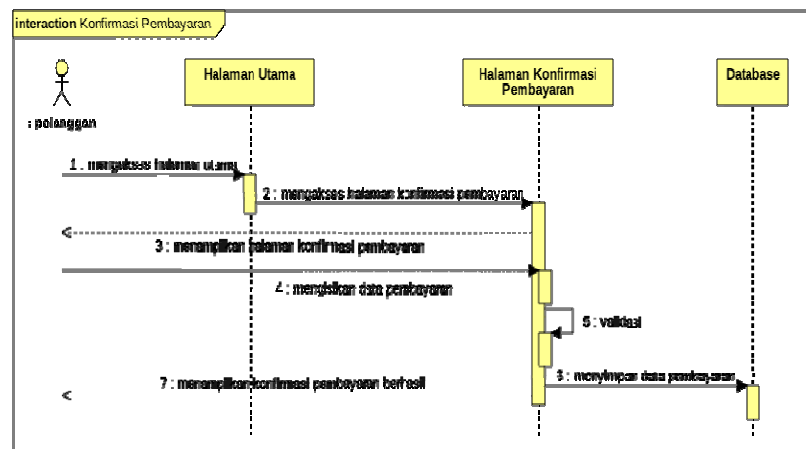 interaction Konfirmasi Pembayaran
Halaman Utama
Halaman Konfirmasi
Pembayaran
Database
: pelanggan
1 : mengakses halaman utama
2 : mengakses halaman konfirmasi pembayaran
3 : menampilkan halaman konfirmasi pembayaran
4 : mengisikan data pembayaran
5 : validasi
6 : menyimpan data pembayaran
7 : menampilkan konfirmasi pembayaran berhasil